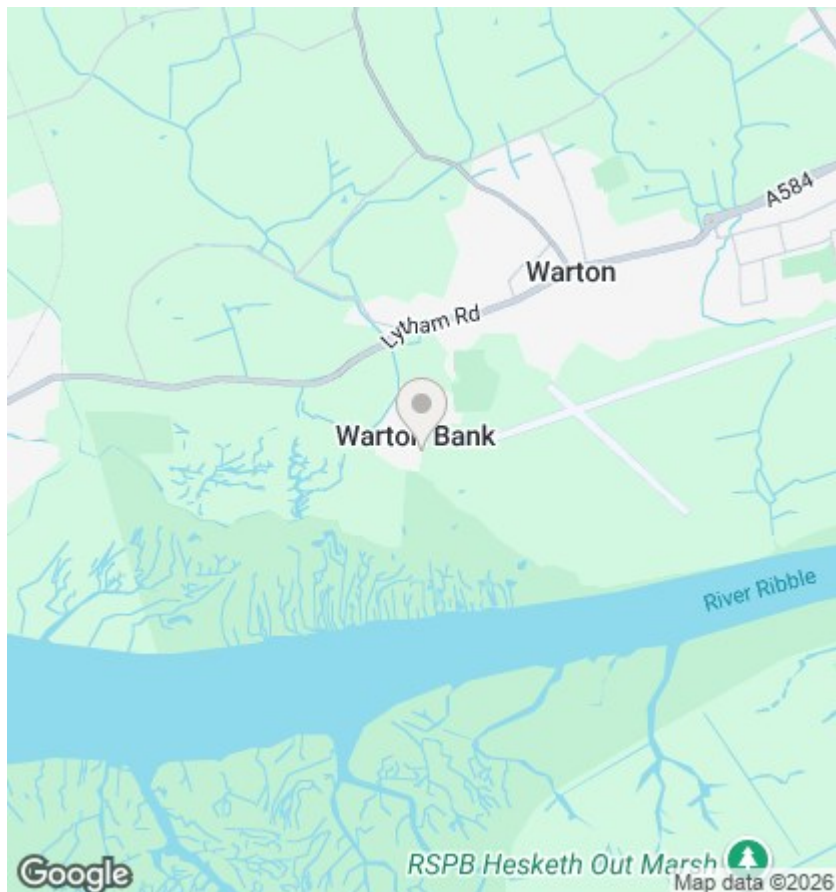 A584
Warton
Lytham Rd
Warton Bank
River Ribble
RSPB Hesketh Out Marsh
Google
Map data ©2026